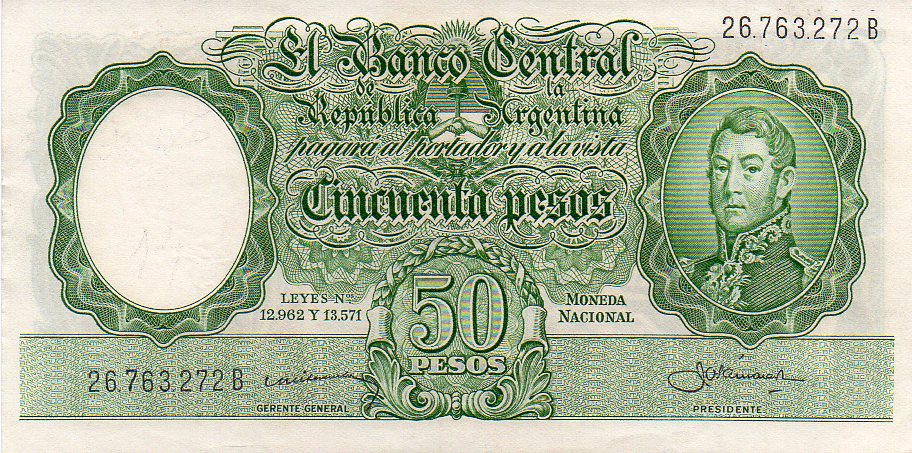 26.763.272 B
El Banco Central
de la
República Argentina
pagará al portador y a la vista
Cincuenta pesos
LEYES-Nros
12.962 Y 13.571
50
PESOS
MONEDA
NACIONAL
26.763.272 B
GERENTE-GENERAL
PRESIDENTE